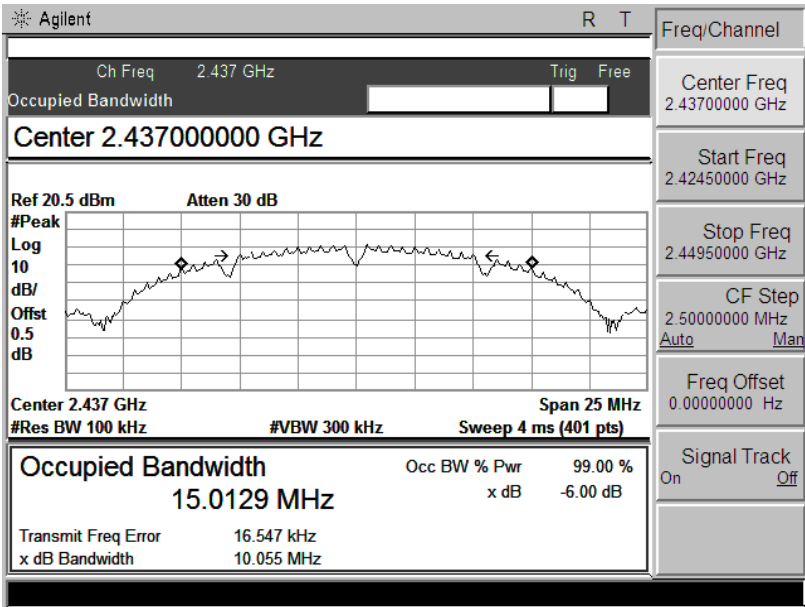 Agilent R T
Ch Freq 2.437 GHz Trig Free
Occupied Bandwidth
Center 2.437000000 GHz
Ref 20.5 dBm Atten 30 dB
#Peak
Log
10
dB/
Offst
0.5
dB
Center 2.437 GHz Span 25 MHz
#Res BW 100 kHz #VBW 300 kHz Sweep 4 ms (401 pts)
Occupied Bandwidth Occ BW % Pwr 99.00 %
15.0129 MHz x dB -6.00 dB
Transmit Freq Error 16.547 kHz
x dB Bandwidth 10.055 MHz
Freq/Channel
Center Freq
2.43700000 GHz
Start Freq
2.42450000 GHz
Stop Freq
2.44950000 GHz
CF Step
2.50000000 MHz
Auto Man
Freq Offset
0.00000000 Hz
Signal Track
On Off